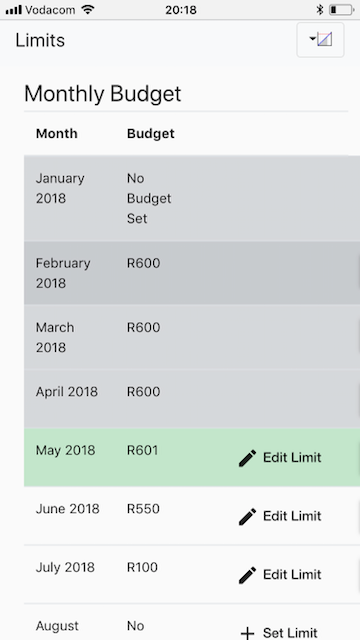 Vodacom 20:18
Limits
Monthly Budget
Month Budget
January No
2018 Budget
Set
February R600
2018
March R600
2018
April 2018 R600
May 2018 R601 Edit Limit
June 2018 R550 Edit Limit
July 2018 R100 Edit Limit
August No Set Limit